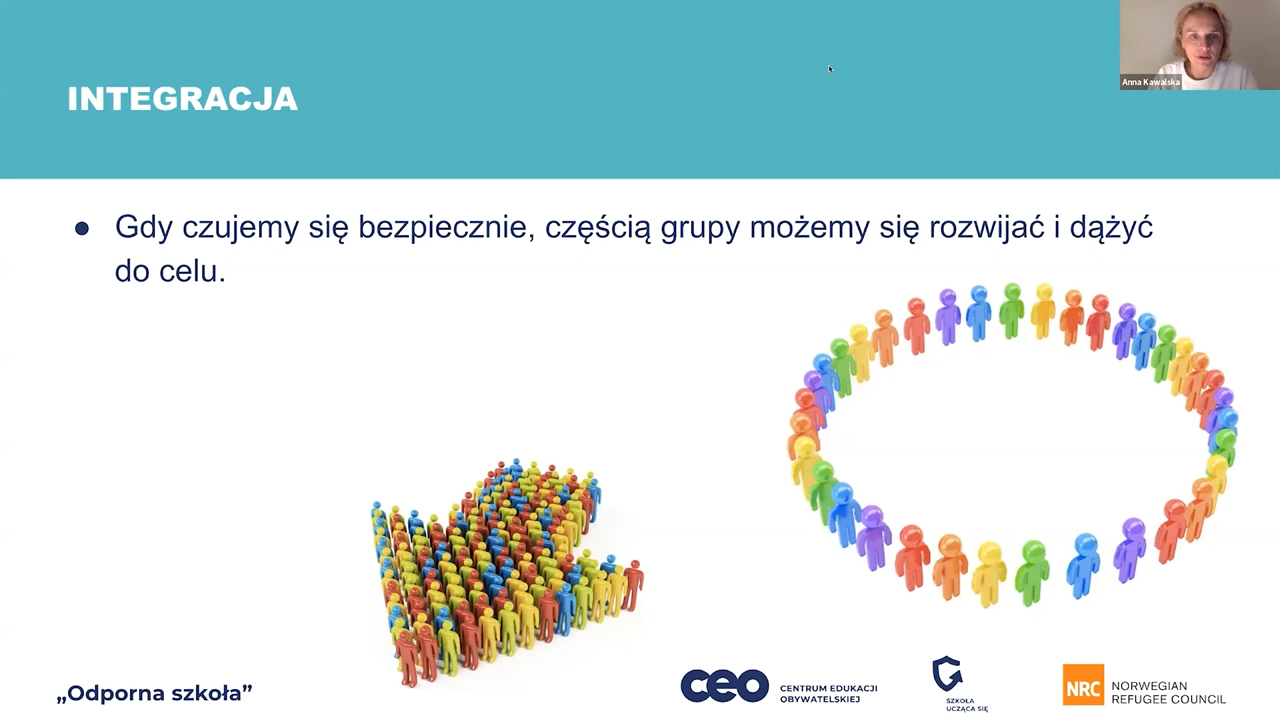 INTEGRACJA
Anna Kawalska
● Gdy czujemy się bezpiecznie, częścią grupy możemy się rozwijać i dążyć
do celu.
„Odporna szkoła”
ceo
CENTRUM EDUKACJI
OBYWATELSKIEJ
SZKOŁA
UCZĄCA SIĘ
NRC
NORWEGIAN
REFUGEE COUNCIL